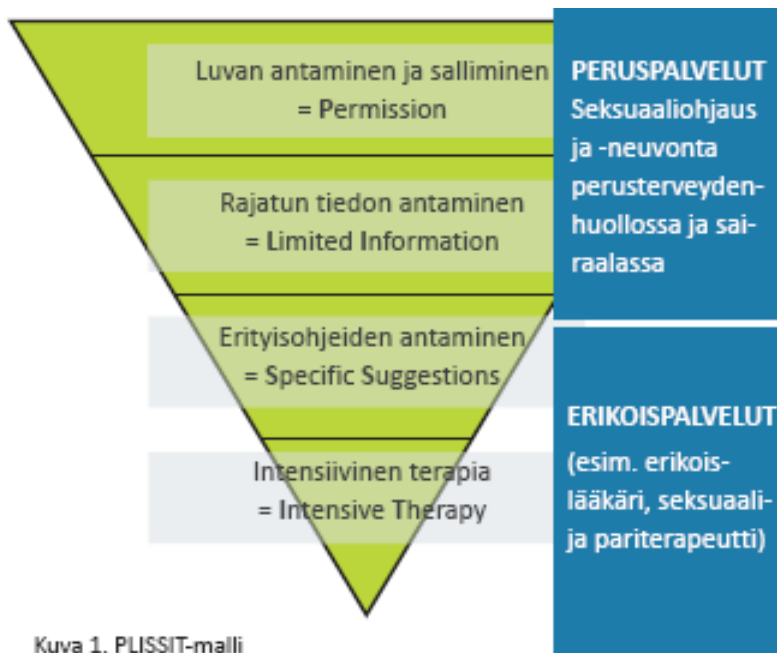 Luvan antaminen ja salliminen
= Permission
Rajatun tiedon antaminen
= Limited Information
Erityisohjeiden antaminen
= Specific Suggestions
Intensiivinen terapia
= Intensive Therapy
PERUSPALVELUT
Seksuaaliohjaus
ja -neuvonta
perusterveyden-
huollossa ja sai-
raalassa
ERIKOISPALVELUT
(esim. erikois-
lääkäri, seksuaali-
ja pariterapeutti)
Kuva 1. PLISSIT-malli